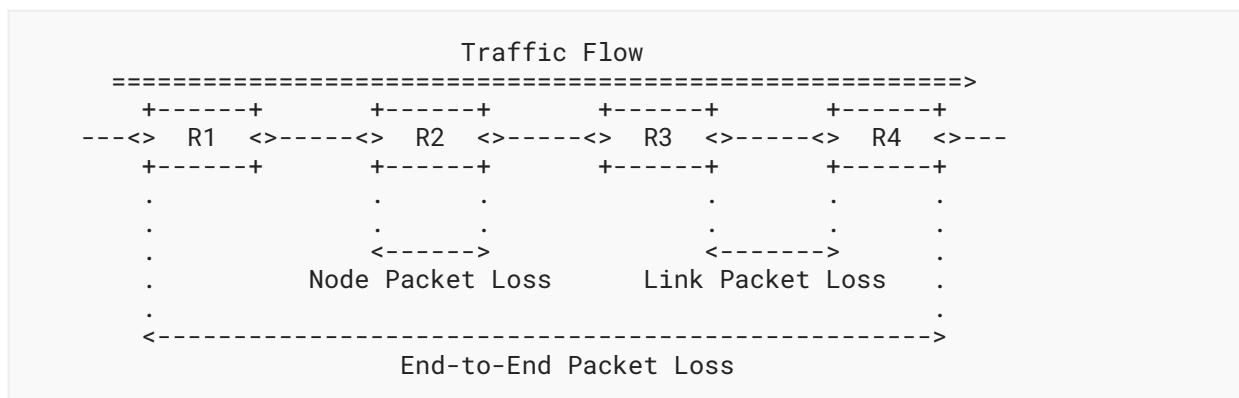 Traffic Flow
========================================================>
+------+       +------+       +------+       +------+
---<>  R1  <>-----<>  R2  <>-----<>  R3  <>-----<>  R4  <>---
+------+       +------+       +------+       +------+
.              .      .              .       .      .
.              .      .              .       .      .
.              <------>              <------->      .
.          Node Packet Loss      Link Packet Loss   .
.                                                   .
<--------------------------------------------------->
End-to-End Packet Loss